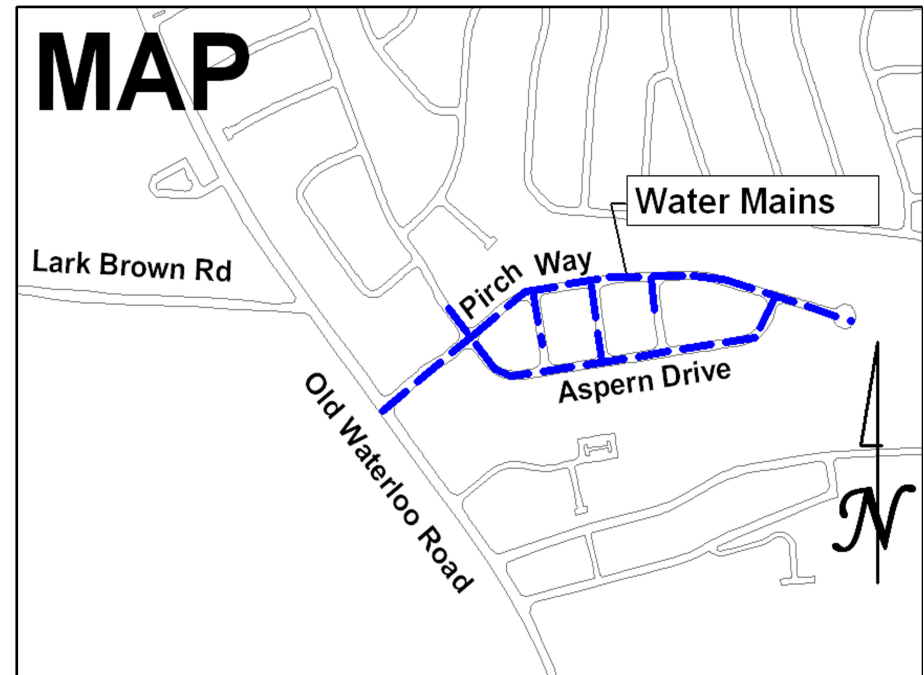 MAP
Water Mains
Lark Brown Rd
Pirch Way
Aspern Drive
Old Waterloo Road
N